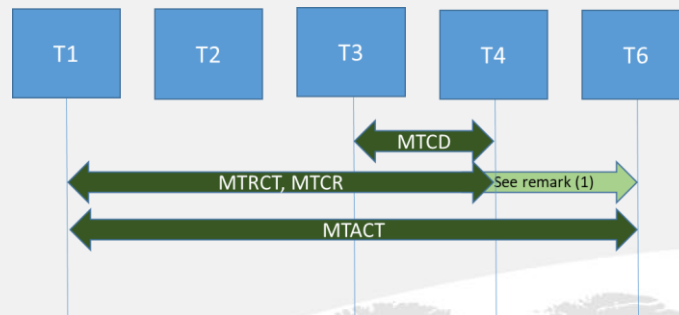 T1
T2
T3
T4
T6
MTCD
MTRCT, MTCR
See remark (1)
MTACT